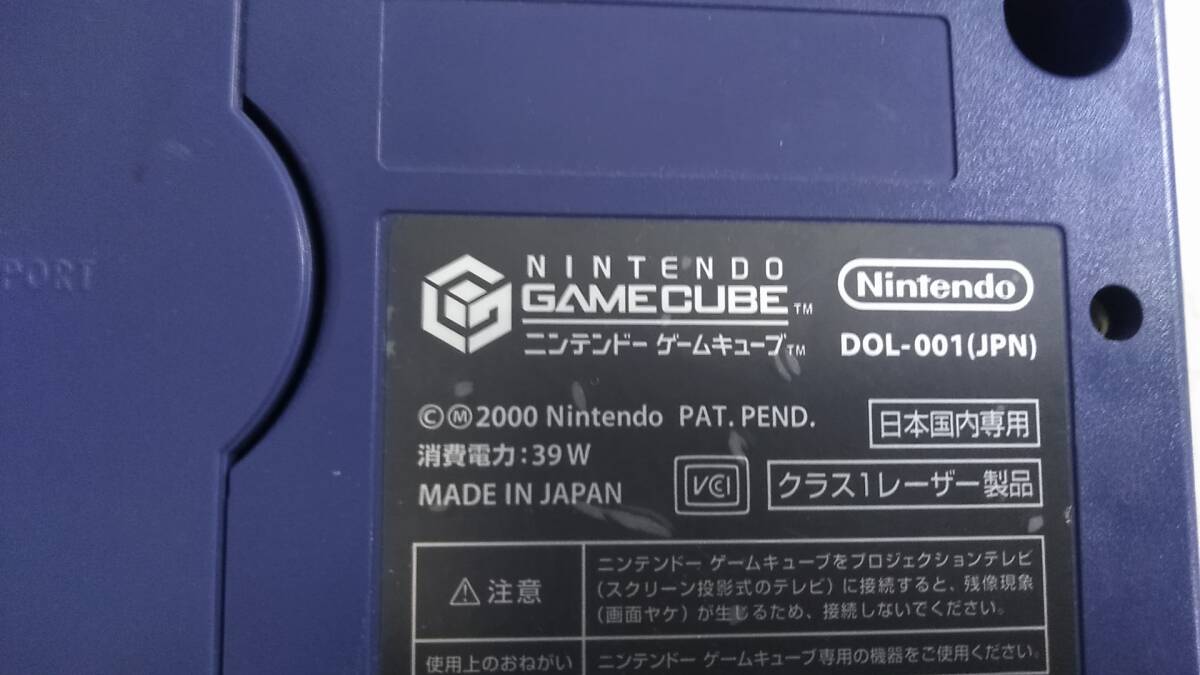 PORT
NINTENDO
GAMECUBE™
ニンテンドー ゲームキューブ™
Nintendo
DOL-001(JPN)
©Ⓜ2000 Nintendo PAT. PEND.
日本国内専用
消費電力:39W
MADE IN JAPAN
VCI
クラス1レーザー製品
注意
ニンテンドー ゲームキューブをプロジェクションテレビ
(スクリーン投影式のテレビ)に接続すると、残像現象
(画面ヤケ)が生じるため、接続しないでください。
使用上のおねがい
ニンテンドー ゲームキューブ専用の機器をご使用ください。